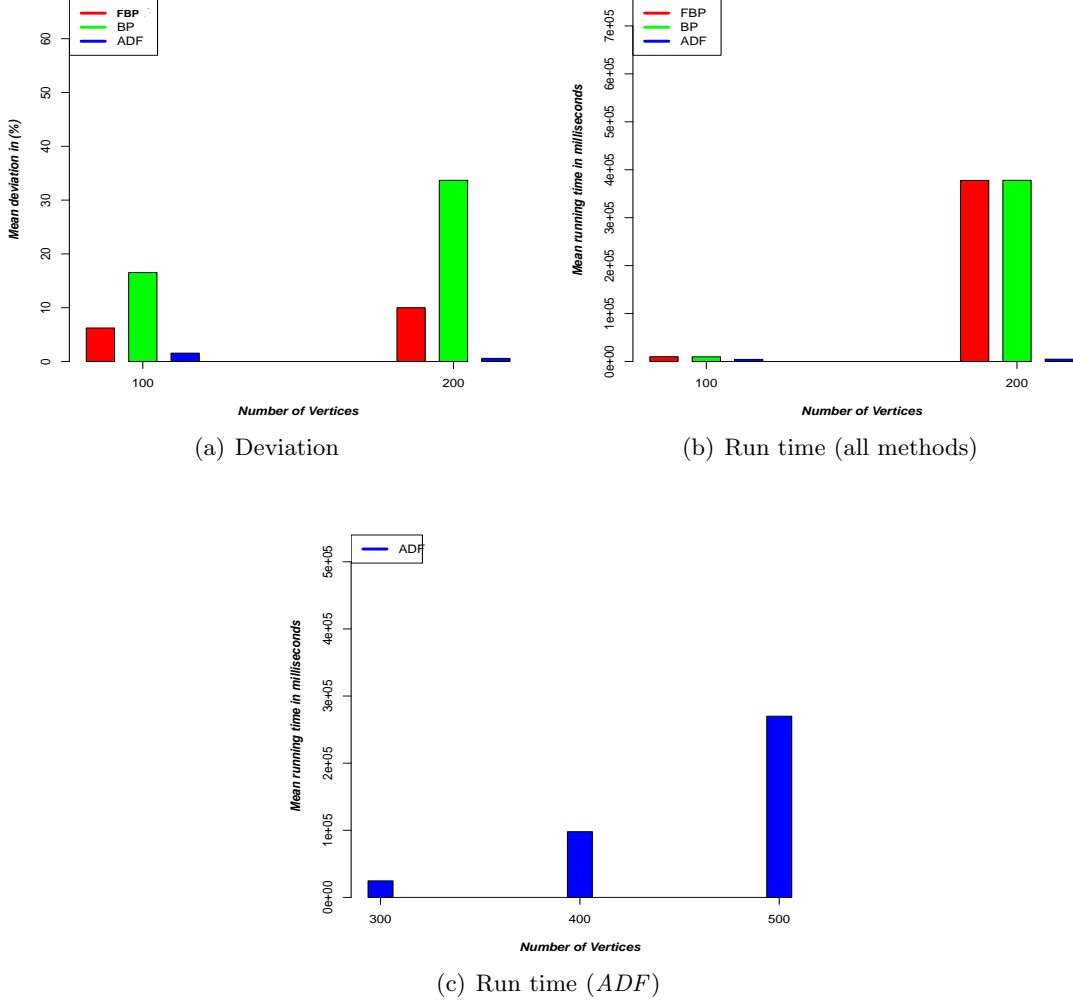 FBP
BP
ADF
60
50
40
30
20
10
0
Mean deviation in (%)
100
200
Number of Vertices
(a) Deviation
FBP
BP
ADF
7e+05
6e+05
5e+05
4e+05
3e+05
2e+05
1e+05
0e+00
Mean running time in milliseconds
100
200
Number of Vertices
(b) Run time (all methods)
ADF
5e+05
4e+05
3e+05
2e+05
1e+05
0e+00
Mean running time in milliseconds
300
400
500
Number of Vertices
(c) Run time (ADF)